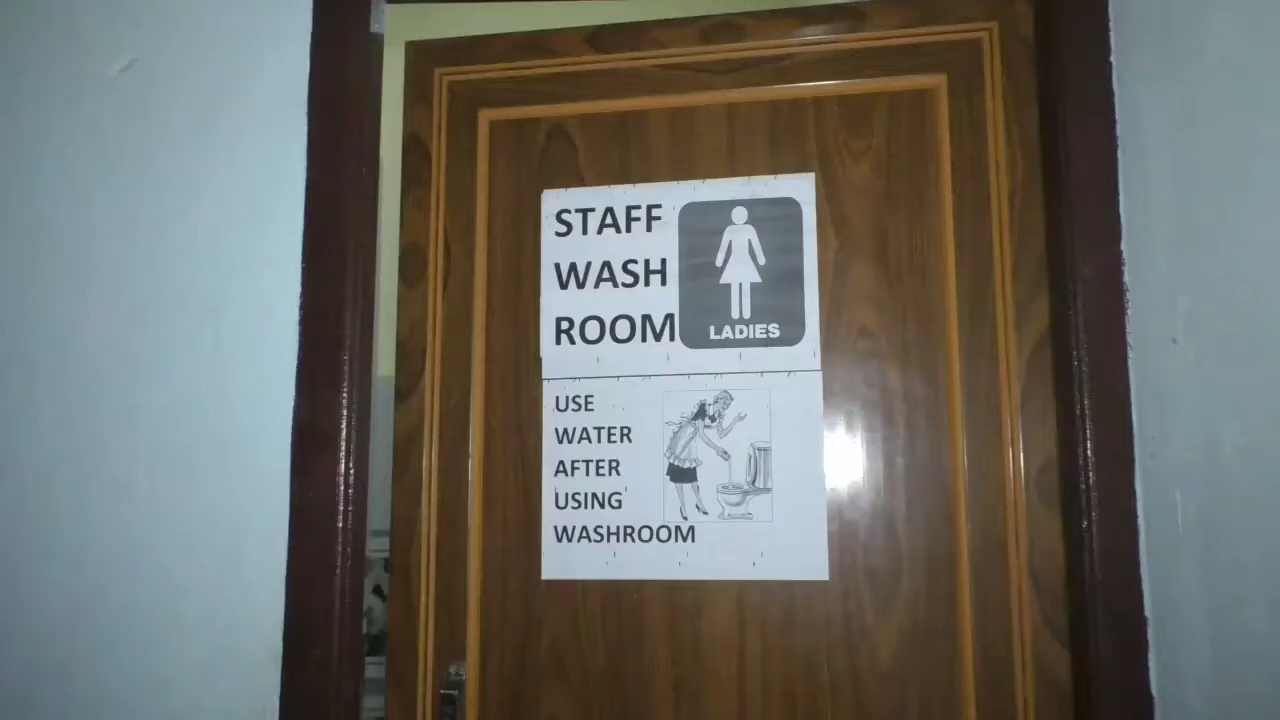 STAFF
WASH
ROOM
LADIES
USE
WATER
AFTER
USING
WASHROOM